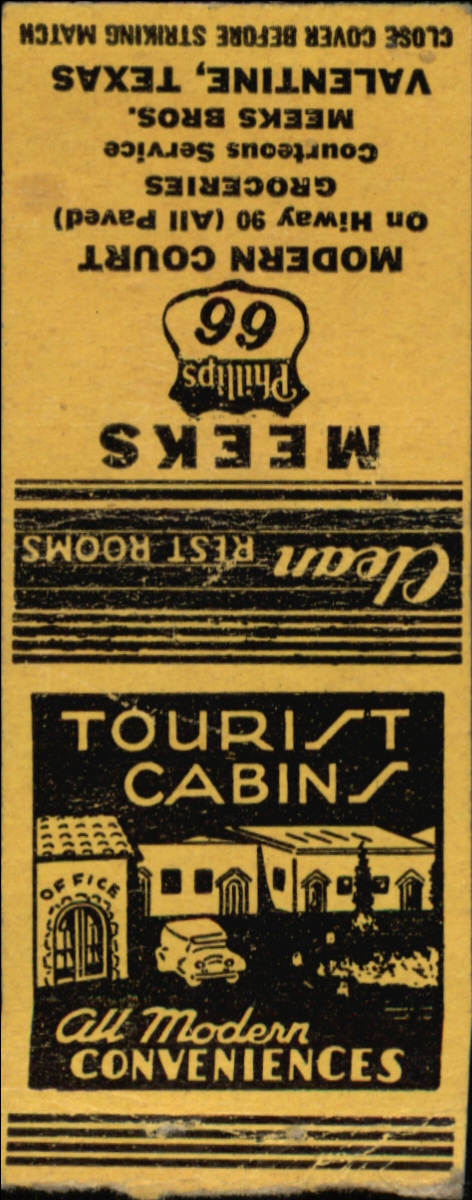 MEEKS
Phillips
66
MODERN COURT
On Hiway 90 (All Paved)
GROCERIES
Courteous Service
MEEKS BROS.
VALENTINE, TEXAS
CLOSE COVER BEFORE STRIKING MATCH
Clean REST ROOMS
TOURIST
CABINS
OFFICE
All Modern
CONVENIENCES